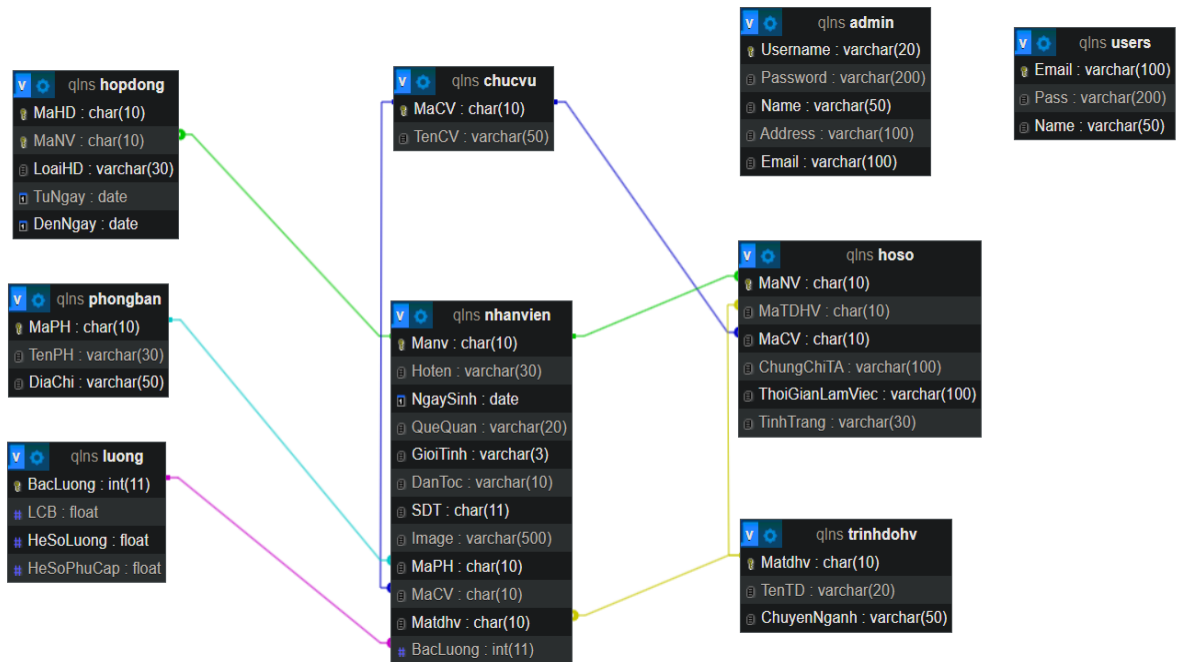 qlns hopdong
MaHD : char(10)
MaNV : char(10)
LoaiHD : varchar(30)
TuNgay : date
DenNgay : date
qlns phongban
MaPH : char(10)
TenPH : varchar(30)
DiaChi : varchar(50)
qlns luong
BacLuong : int(11)
LCB : float
HeSoLuong : float
HeSoPhuCap : float
qlns chucvu
MaCV : char(10)
TenCV : varchar(50)
qlns nhanvien
Manv : char(10)
Hoten : varchar(30)
NgaySinh : date
QueQuan : varchar(20)
GioiTinh : varchar(3)
DanToc : varchar(10)
SDT : char(11)
Image : varchar(500)
MaPH : char(10)
MaCV : char(10)
Matdhv : char(10)
BacLuong : int(11)
qlns admin
Username : varchar(20)
Password : varchar(200)
Name : varchar(50)
Address : varchar(100)
Email : varchar(100)
qlns users
Email : varchar(100)
Pass : varchar(200)
Name : varchar(50)
qlns hoso
MaNV : char(10)
MaTDHV : char(10)
MaCV : char(10)
ChungChiTA : varchar(100)
ThoiGianLamViec : varchar(100)
TinhTrang : varchar(30)
qlns trinhdohv
Matdhv : char(10)
TenTD : varchar(20)
ChuyenNganh : varchar(50)